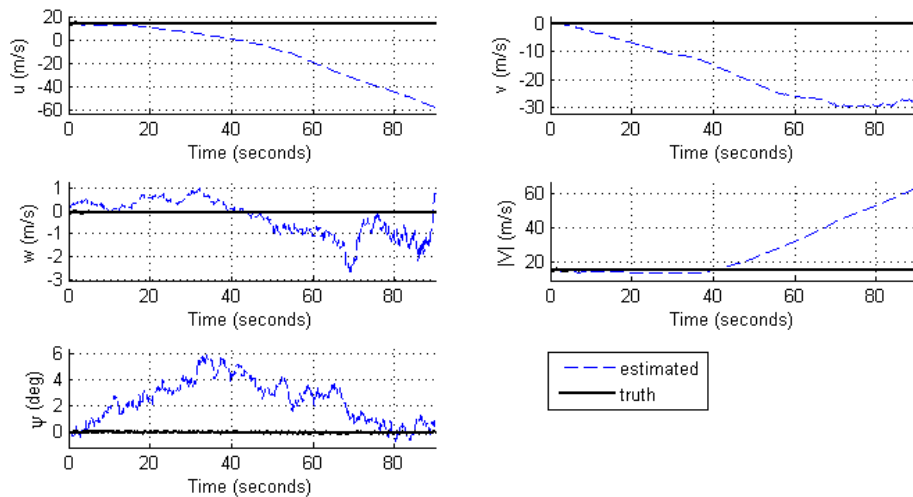 20
0
-20
-40
-60
u (m/s)
0 20 40 60 80
Time (seconds)
0
-10
-20
-30
v (m/s)
0 20 40 60 80
Time (seconds)
1
0
-1
-2
-3
w (m/s)
0 20 40 60 80
Time (seconds)
60
40
20
|V| (m/s)
0 20 40 60 80
Time (seconds)
6
4
2
0
ψ (deg)
0 20 40 60 80
Time (seconds)
estimated
truth